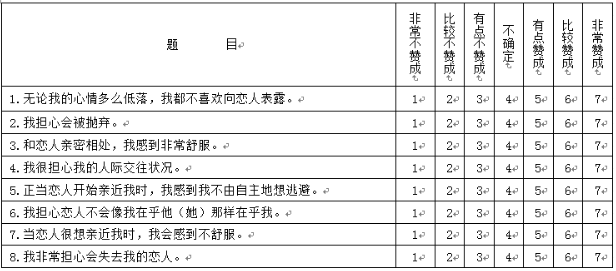 题 目 非常不赞成 比较不赞成 有点不赞成 不确定 有点赞成 比较赞成 非常赞成
1.无论我的心情多么低落，我都不喜欢向恋人表露。 1 2 3 4 5 6 7
2.我担心会被抛弃。 1 2 3 4 5 6 7
3.和恋人亲密相处，我感到非常舒服。 1 2 3 4 5 6 7
4.我很担心我的人际交往状况。 1 2 3 4 5 6 7
5.正当恋人开始亲近我时，我感到我不由自主地想逃避。 1 2 3 4 5 6 7
6.我担心恋人不会像我在乎他（她）那样在乎我。 1 2 3 4 5 6 7
7.当恋人很想亲近我时，我会感到不舒服。 1 2 3 4 5 6 7
8.我非常担心会失去我的恋人。 1 2 3 4 5 6 7